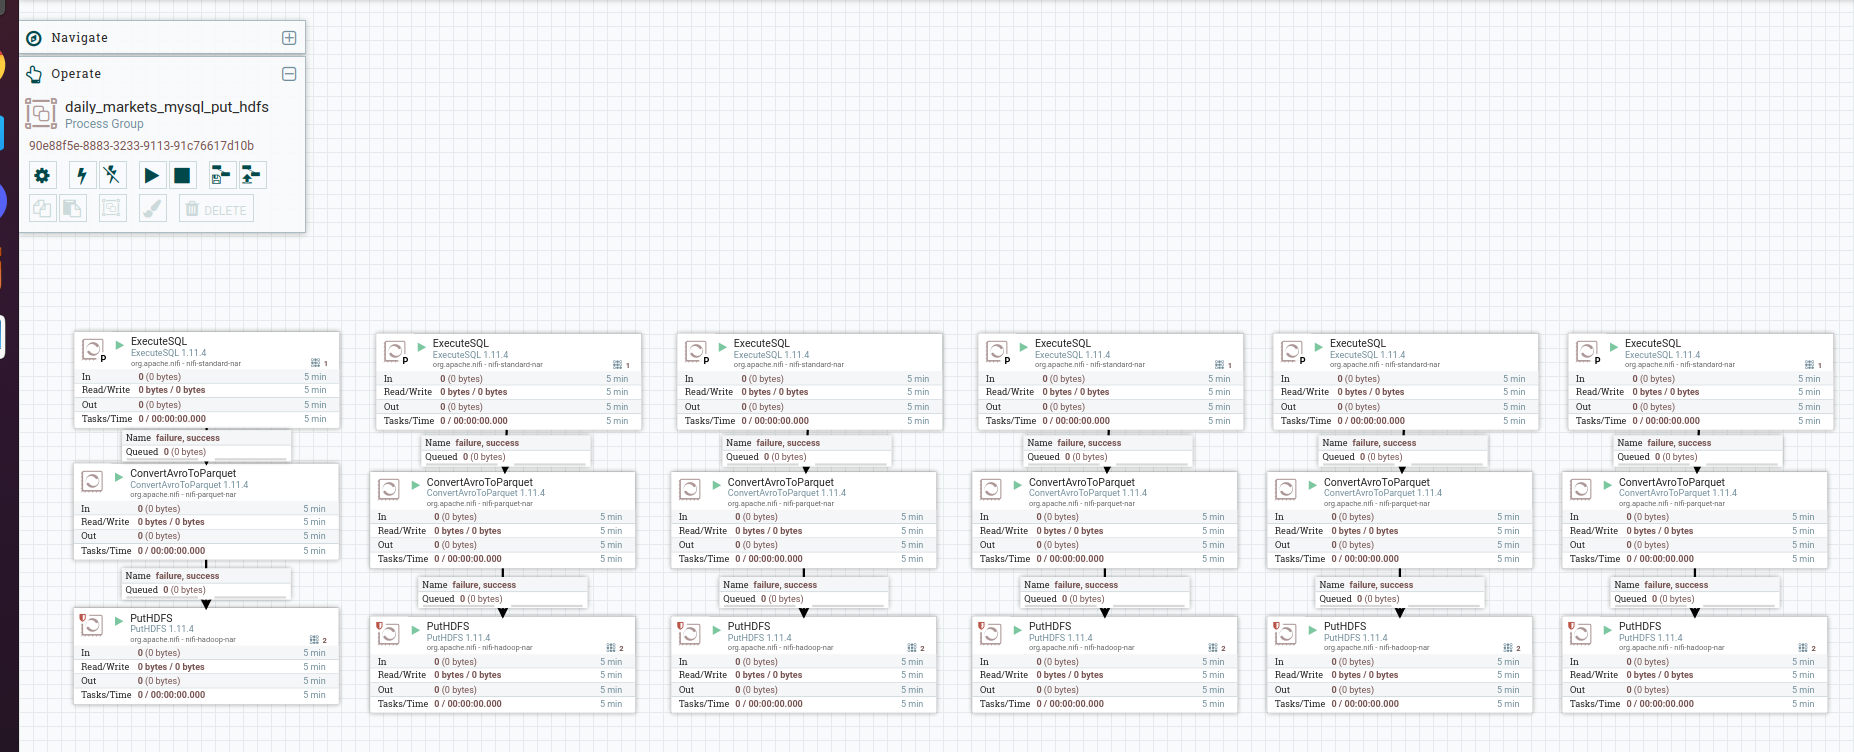 Navigate
Operate
daily_markets_mysql_put_hdfs
Process Group
90e88f5e-8883-3233-9113-91c76617d10b
DELETE
ExecuteSQL
ExecuteSQL 1.11.4
org.apache.nifi - nifi-standard-nar
P
1
In 0 (0 bytes) 5 min
Read/Write 0 bytes / 0 bytes 5 min
Out 0 (0 bytes) 5 min
Tasks/Time 0 / 00:00:00.000 5 min
Name failure, success
Queued 0 (0 bytes)
ConvertAvroToParquet
ConvertAvroToParquet 1.11.4
org.apache.nifi - nifi-parquet-nar
In 0 (0 bytes) 5 min
Read/Write 0 bytes / 0 bytes 5 min
Out 0 (0 bytes) 5 min
Tasks/Time 0 / 00:00:00.000 5 min
Name failure, success
Queued 0 (0 bytes)
PutHDFS
PutHDFS 1.11.4
org.apache.nifi - nifi-hadoop-nar
2
In 0 (0 bytes) 5 min
Read/Write 0 bytes / 0 bytes 5 min
Out 0 (0 bytes) 5 min
Tasks/Time 0 / 00:00:00.000 5 min
ExecuteSQL
ExecuteSQL 1.11.4
org.apache.nifi - nifi-standard-nar
P
1
In 0 (0 bytes) 5 min
Read/Write 0 bytes / 0 bytes 5 min
Out 0 (0 bytes) 5 min
Tasks/Time 0 / 00:00:00.000 5 min
Name failure, success
Queued 0 (0 bytes)
ConvertAvroToParquet
ConvertAvroToParquet 1.11.4
org.apache.nifi - nifi-parquet-nar
In 0 (0 bytes) 5 min
Read/Write 0 bytes / 0 bytes 5 min
Out 0 (0 bytes) 5 min
Tasks/Time 0 / 00:00:00.000 5 min
Name failure, success
Queued 0 (0 bytes)
PutHDFS
PutHDFS 1.11.4
org.apache.nifi - nifi-hadoop-nar
2
In 0 (0 bytes) 5 min
Read/Write 0 bytes / 0 bytes 5 min
Out 0 (0 bytes) 5 min
Tasks/Time 0 / 00:00:00.000 5 min
ExecuteSQL
ExecuteSQL 1.11.4
org.apache.nifi - nifi-standard-nar
P
In 0 (0 bytes) 5 min
Read/Write 0 bytes / 0 bytes 5 min
Out 0 (0 bytes) 5 min
Tasks/Time 0 / 00:00:00.000 5 min
Name failure, success
Queued 0 (0 bytes)
ConvertAvroToParquet
ConvertAvroToParquet 1.11.4
org.apache.nifi - nifi-parquet-nar
In 0 (0 bytes) 5 min
Read/Write 0 bytes / 0 bytes 5 min
Out 0 (0 bytes) 5 min
Tasks/Time 0 / 00:00:00.000 5 min
Name failure, success
Queued 0 (0 bytes)
PutHDFS
PutHDFS 1.11.4
org.apache.nifi - nifi-hadoop-nar
2
In 0 (0 bytes) 5 min
Read/Write 0 bytes / 0 bytes 5 min
Out 0 (0 bytes) 5 min
Tasks/Time 0 / 00:00:00.000 5 min
ExecuteSQL
ExecuteSQL 1.11.4
org.apache.nifi - nifi-standard-nar
P
1
In 0 (0 bytes) 5 min
Read/Write 0 bytes / 0 bytes 5 min
Out 0 (0 bytes) 5 min
Tasks/Time 0 / 00:00:00.000 5 min
Name failure, success
Queued 0 (0 bytes)
ConvertAvroToParquet
ConvertAvroToParquet 1.11.4
org.apache.nifi - nifi-parquet-nar
In 0 (0 bytes) 5 min
Read/Write 0 bytes / 0 bytes 5 min
Out 0 (0 bytes) 5 min
Tasks/Time 0 / 00:00:00.000 5 min
Name failure, success
Queued 0 (0 bytes)
PutHDFS
PutHDFS 1.11.4
org.apache.nifi - nifi-hadoop-nar
2
In 0 (0 bytes) 5 min
Read/Write 0 bytes / 0 bytes 5 min
Out 0 (0 bytes) 5 min
Tasks/Time 0 / 00:00:00.000 5 min
ExecuteSQL
ExecuteSQL 1.11.4
org.apache.nifi - nifi-standard-nar
P
In 0 (0 bytes) 5 min
Read/Write 0 bytes / 0 bytes 5 min
Out 0 (0 bytes) 5 min
Tasks/Time 0 / 00:00:00.000 5 min
Name failure, success
Queued 0 (0 bytes)
ConvertAvroToParquet
ConvertAvroToParquet 1.11.4
org.apache.nifi - nifi-parquet-nar
In 0 (0 bytes) 5 min
Read/Write 0 bytes / 0 bytes 5 min
Out 0 (0 bytes) 5 min
Tasks/Time 0 / 00:00:00.000 5 min
Name failure, success
Queued 0 (0 bytes)
PutHDFS
PutHDFS 1.11.4
org.apache.nifi - nifi-hadoop-nar
2
In 0 (0 bytes) 5 min
Read/Write 0 bytes / 0 bytes 5 min
Out 0 (0 bytes) 5 min
Tasks/Time 0 / 00:00:00.000 5 min
ExecuteSQL
ExecuteSQL 1.11.4
org.apache.nifi - nifi-standard-nar
P
1
In 0 (0 bytes) 5 min
Read/Write 0 bytes / 0 bytes 5 min
Out 0 (0 bytes) 5 min
Tasks/Time 0 / 00:00:00.000 5 min
Name failure, success
Queued 0 (0 bytes)
ConvertAvroToParquet
ConvertAvroToParquet 1.11.4
org.apache.nifi - nifi-parquet-nar
In 0 (0 bytes) 5 min
Read/Write 0 bytes / 0 bytes 5 min
Out 0 (0 bytes) 5 min
Tasks/Time 0 / 00:00:00.000 5 min
Name failure, success
Queued 0 (0 bytes)
PutHDFS
PutHDFS 1.11.4
org.apache.nifi - nifi-hadoop-nar
2
In 0 (0 bytes) 5 min
Read/Write 0 bytes / 0 bytes 5 min
Out 0 (0 bytes) 5 min
Tasks/Time 0 / 00:00:00.000 5 min